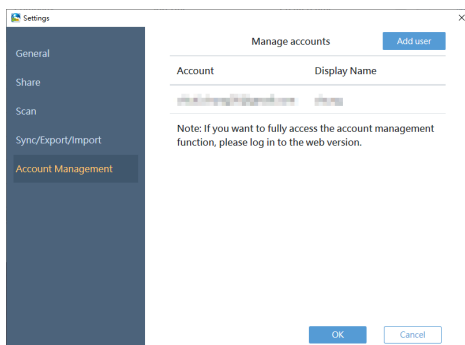 Settings
General
Share
Scan
Sync/Export/Import
Account Management
Manage accounts
Add user
Account Display Name
Note: If you want to fully access the account management
function, please log in to the web version.
OK Cancel